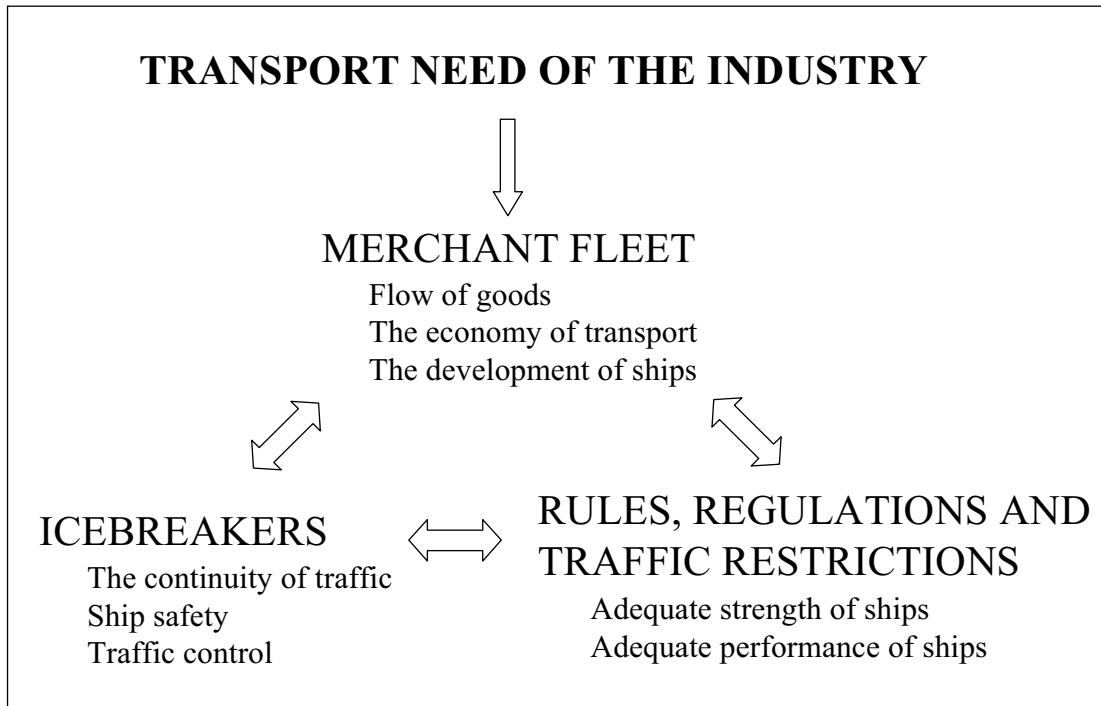 TRANSPORT NEED OF THE INDUSTRY
MERCHANT FLEET
Flow of goods
The economy of transport
The development of ships
ICEBREAKERS
The continuity of traffic
Ship safety
Traffic control
RULES, REGULATIONS AND
TRAFFIC RESTRICTIONS
Adequate strength of ships
Adequate performance of ships